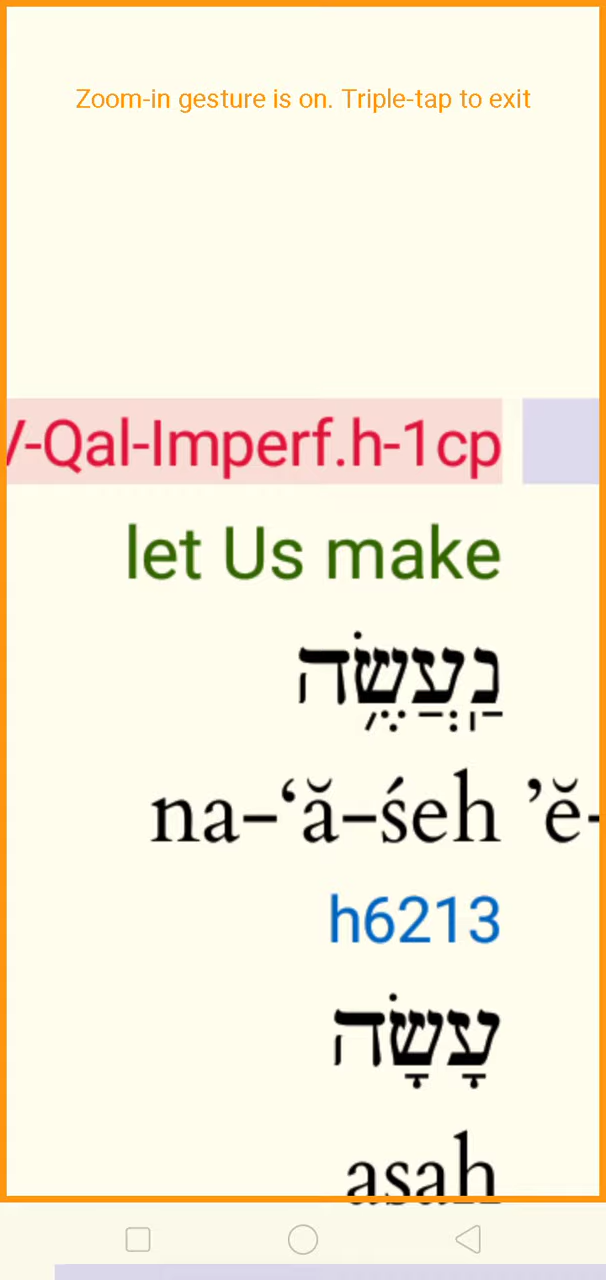 Zoom-in gesture is on. Triple-tap to exit
V-Qal-Imperf.h-1cp
let Us make
נַֽעֲשֶׂ֥ה
na-‘ă-śeh ’ĕ-
h6213
עָשָׂה
asah